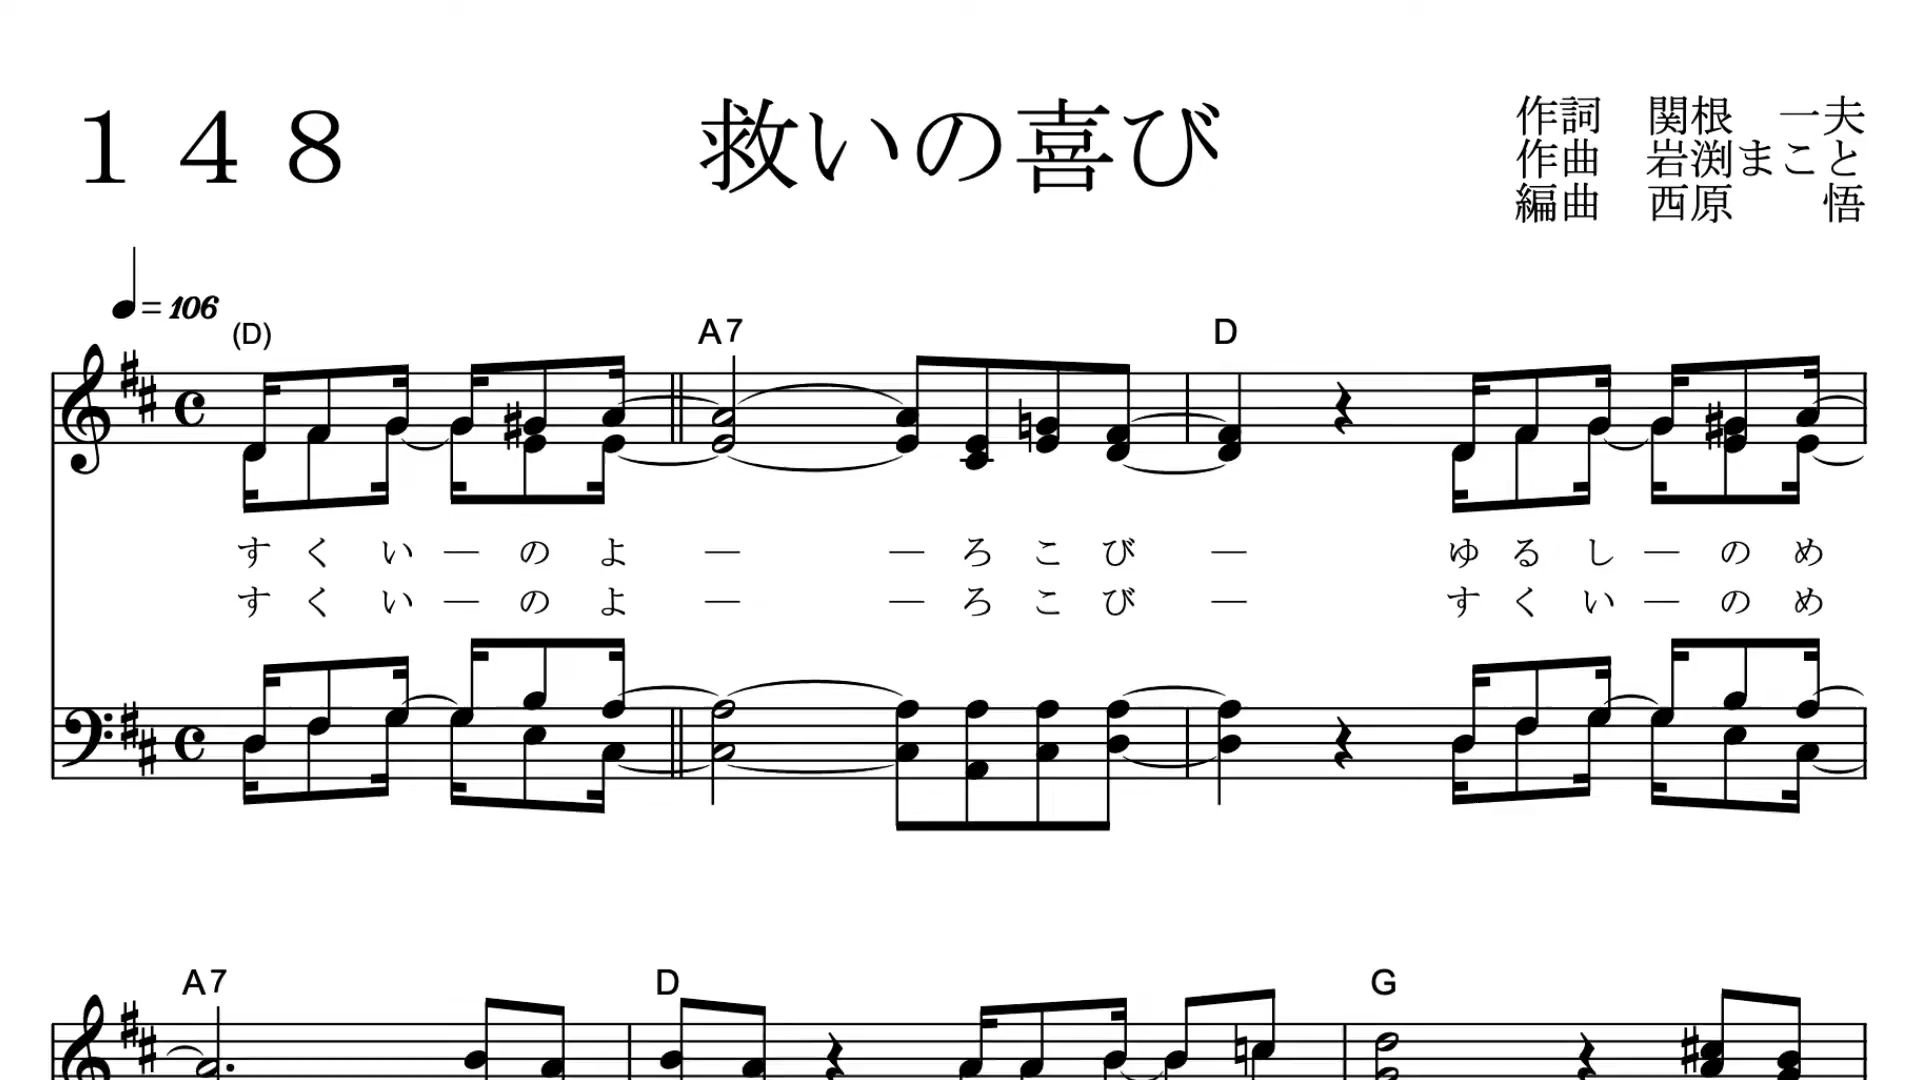 148
救いの喜び
作詞 関根 一夫
作曲 岩渕まこと
編曲 西原 悟
= 106
(D) A7 D
すくい―のよ――ろこび―ゆるし―のめ
すくい―のよ――ろこび―すくい―のめ
A7 D G